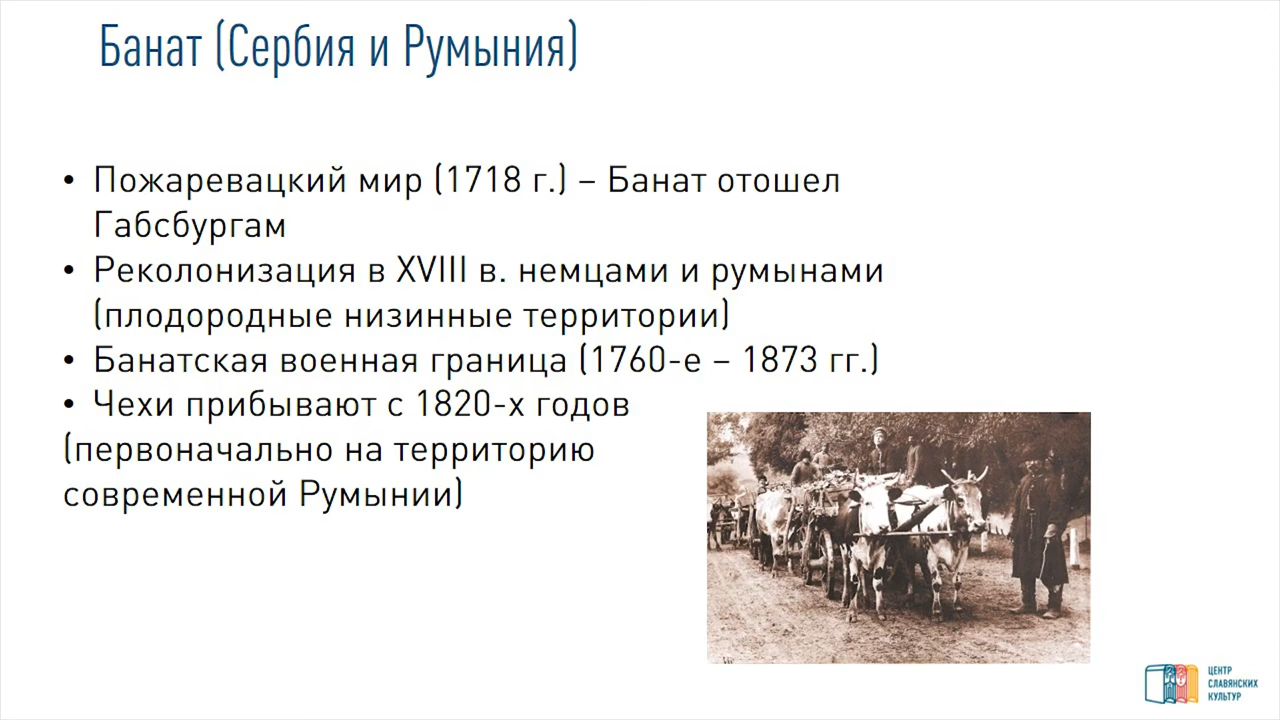 Банат (Сербия и Румыния)
• Пожаревацкий мир (1718 г.) – Банат отошел
Габсбургам
• Реколонизация в XVIII в. немцами и румынами
(плодородные низинные территории)
• Банатская военная граница (1760-е – 1873 гг.)
• Чехи прибывают с 1820-х годов
(первоначально на территорию
современной Румынии)
ЦЕНТР
СЛАВЯНСКИХ
КУЛЬТУР